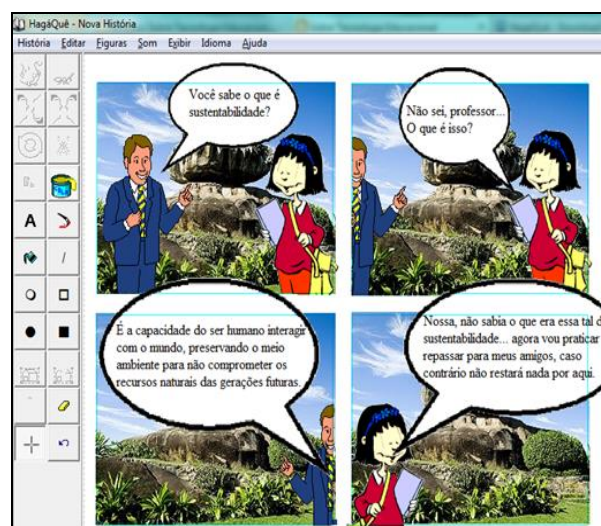 HagáQuê - Nova História
História Editar Figuras Som Exibir Idioma Ajuda
Você sabe o que é
sustentabilidade?
Não sei, professor...
O que é isso?
É a capacidade do ser humano interagir
com o mundo, preservando o meio
ambiente para não comprometer os
recursos naturais das gerações futuras.
Nossa, não sabia o que era essa tal d
sustentabilidade... agora vou praticar
repassar para meus amigos, caso
contrário não restará nada por aqui.
A